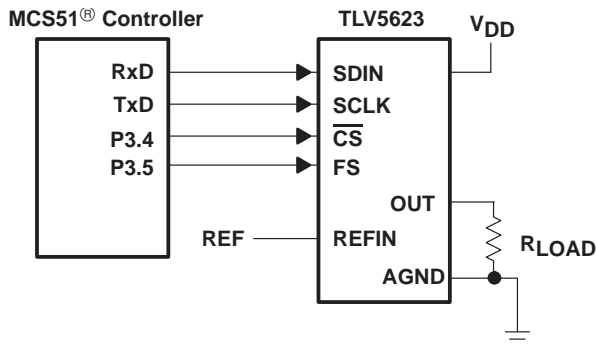 MCS51® Controller
TLV5623
VDD
RxD
SDIN
TxD
SCLK
P3.4
CS
P3.5
FS
OUT
REF
REFIN
RLOAD
AGND